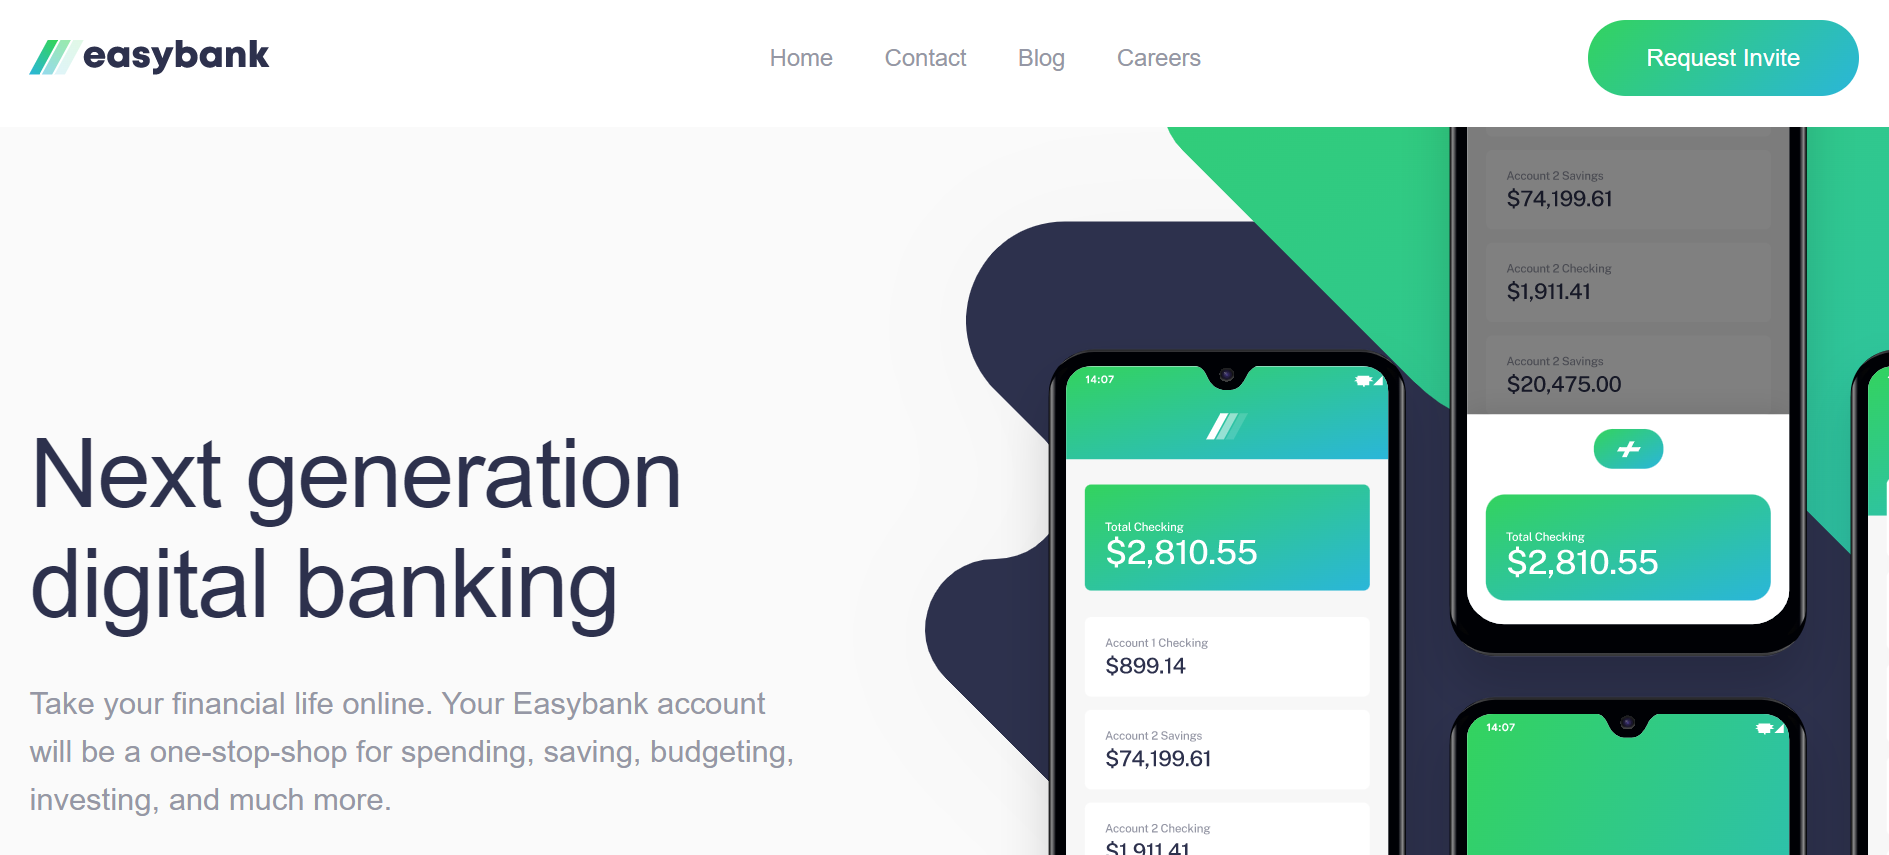 easybank
Home
Contact
Blog
Careers
Request Invite
Next generation
digital banking
Take your financial life online. Your Easybank account
will be a one-stop-shop for spending, saving, budgeting,
investing, and much more.
14:07
Total Checking
$2,810.55
Account 1 Checking
$899.14
Account 2 Savings
$74,199.61
Account 2 Checking
$1,911.41
Account 2 Savings
$74,199.61
Account 2 Checking
$1,911.41
Account 2 Savings
$20,475.00
Total Checking
$2,810.55
14:07